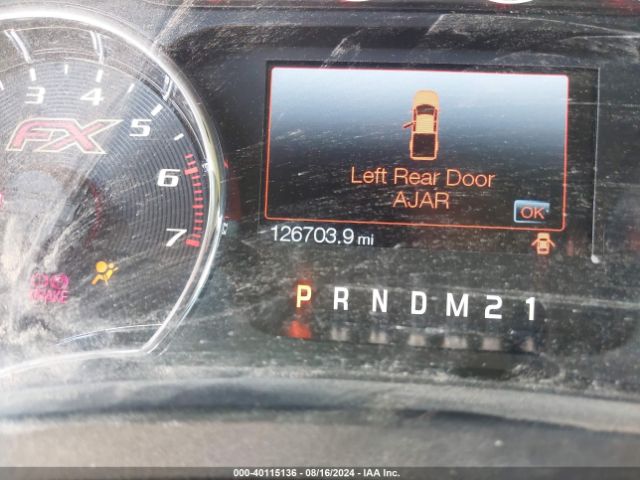 3 4 5 6 7
FX
BRAKE
Left Rear Door
AJAR
OK
126703.9 mi
P R N D M 2 1
000-40115136 - 08/16/2024 - IAA Inc.